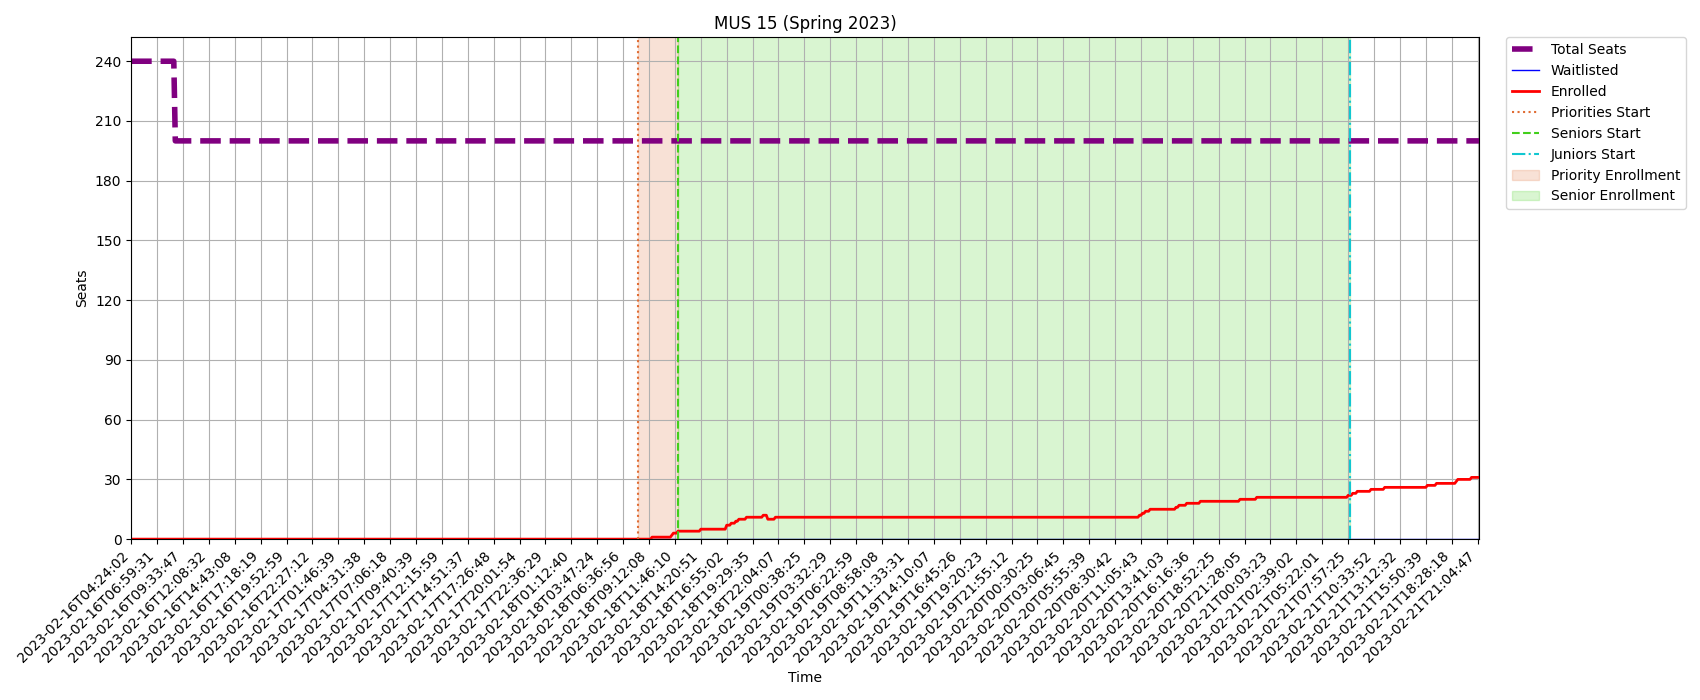 MUS 15 (Spring 2023)
240
210
180
150
120
90
60
30
0
Seats
2023-02-16T04:24:02
2023-02-16T06:59:31
2023-02-16T09:33:47
2023-02-16T12:08:32
2023-02-16T14:43:08
2023-02-16T17:18:19
2023-02-16T19:52:59
2023-02-16T22:27:12
2023-02-17T01:46:39
2023-02-17T04:31:38
2023-02-17T07:06:18
2023-02-17T09:40:39
2023-02-17T12:15:59
2023-02-17T14:51:37
2023-02-17T17:26:48
2023-02-17T20:01:54
2023-02-17T22:36:29
2023-02-18T01:12:40
2023-02-18T03:47:24
2023-02-18T06:36:56
2023-02-18T09:12:08
2023-02-18T11:46:10
2023-02-18T14:20:51
2023-02-18T16:55:02
2023-02-18T19:29:35
2023-02-18T22:04:07
2023-02-19T00:38:25
2023-02-19T03:32:29
2023-02-19T06:22:59
2023-02-19T08:58:08
2023-02-19T11:33:31
2023-02-19T14:10:07
2023-02-19T16:45:26
2023-02-19T19:20:23
2023-02-19T21:55:12
2023-02-20T00:30:25
2023-02-20T03:06:45
2023-02-20T05:55:39
2023-02-20T08:30:42
2023-02-20T11:05:43
2023-02-20T13:41:03
2023-02-20T16:16:36
2023-02-20T18:52:25
2023-02-20T21:28:05
2023-02-21T00:03:23
2023-02-21T02:39:02
2023-02-21T05:22:01
2023-02-21T07:57:25
2023-02-21T10:33:52
2023-02-21T13:12:32
2023-02-21T15:50:39
2023-02-21T18:28:18
2023-02-21T21:04:47
Time
Total Seats
Waitlisted
Enrolled
Priorities Start
Seniors Start
Juniors Start
Priority Enrollment
Senior Enrollment